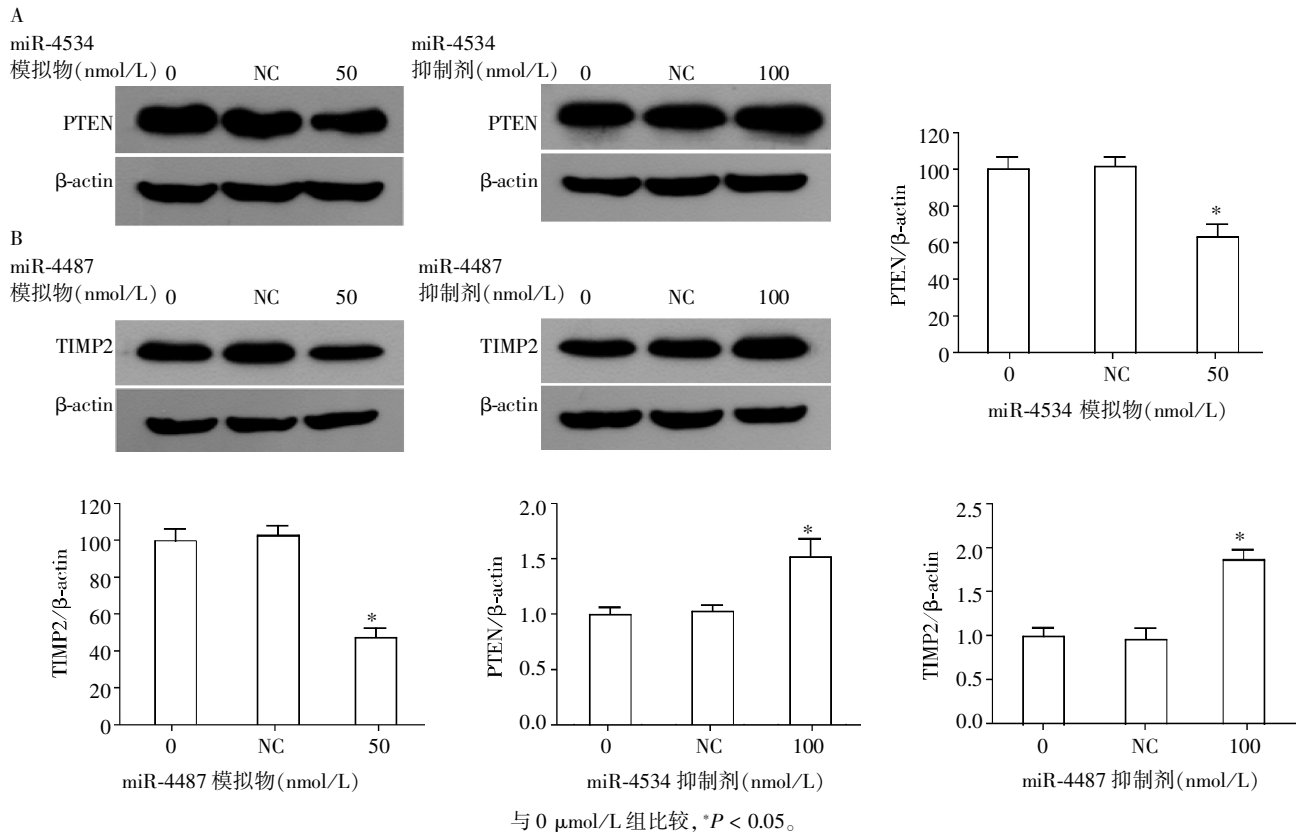 A
miR-4534
模拟物(nmol/L) 0 NC 50
PTEN
β-actin
miR-4534
抑制剂(nmol/L) 0 NC 100
PTEN
β-actin
120
100
80
60
40
20
0
PTEN/β-actin
*
0 NC 50
miR-4534 模拟物(nmol/L)
B
miR-4487
模拟物(nmol/L) 0 NC 50
TIMP2
β-actin
miR-4487
抑制剂(nmol/L) 0 NC 100
TIMP2
β-actin
120
100
80
60
40
20
0
TIMP2/β-actin
*
0 NC 50
miR-4487 模拟物(nmol/L)
2.0
1.5
1.0
0.5
0.0
PTEN/β-actin
*
0 NC 100
miR-4534 抑制剂(nmol/L)
2.5
2.0
1.5
1.0
0.5
0.0
TIMP2/β-actin
*
0 NC 100
miR-4487 抑制剂(nmol/L)
与 0 μmol/L 组比较, *P < 0.05。